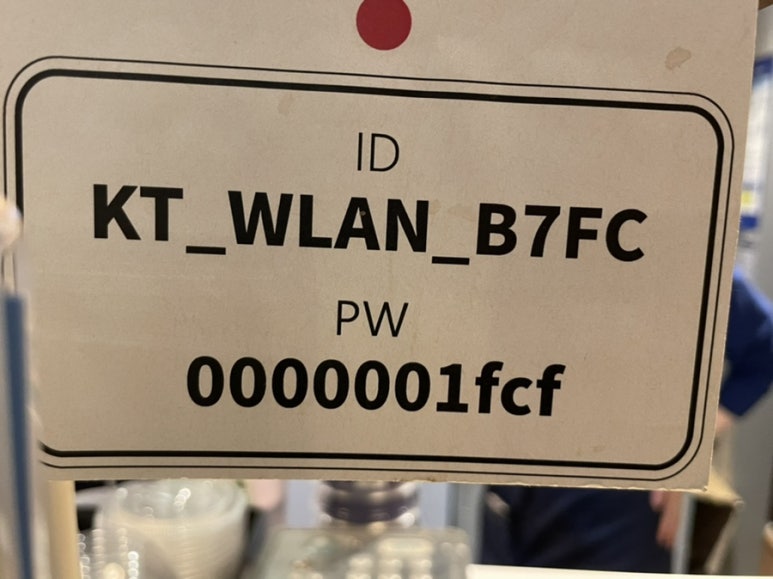 ID
KT_WLAN_B7FC
PW
0000001fcf